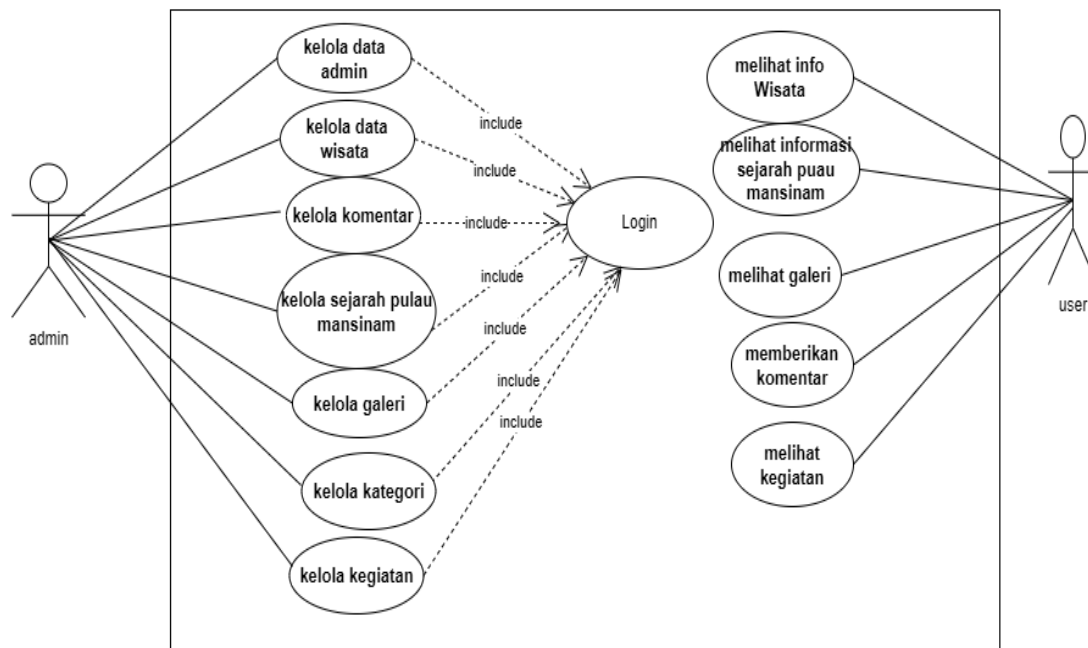 kelola data
admin
include
kelola data
wisata
include
kelola komentar
include
kelola sejarah pulau
mansinam
include
kelola galeri
include
kelola kategori
include
kelola kegiatan
include
Login
admin
melihat info
Wisata
melihat informasi
sejarah puau
mansinam
melihat galeri
memberikan
komentar
melihat
kegiatan
user